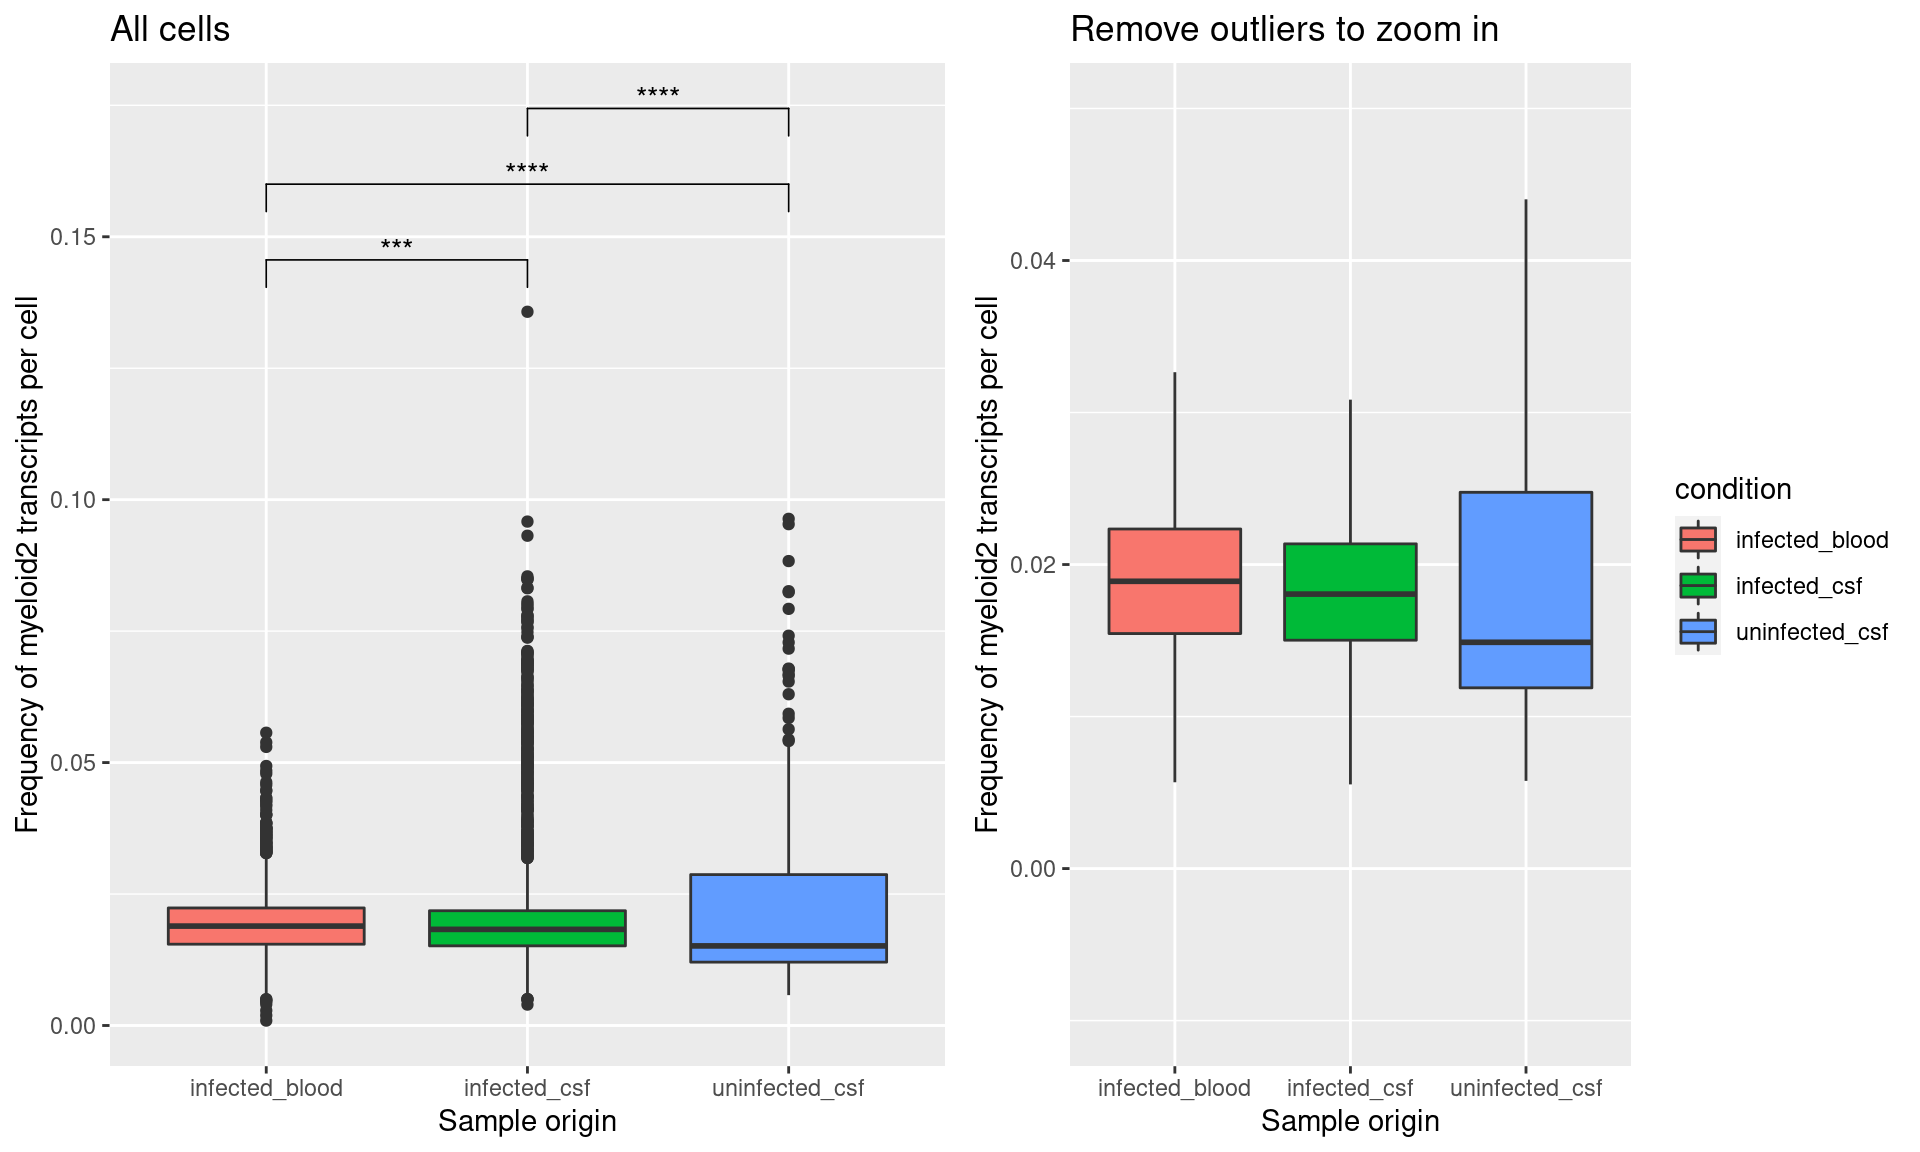 All cells
Frequency of myeloid2 transcripts per cell
0.15
0.10
0.05
0.00
****
****
***
infected_blood infected_csf uninfected_csf
Sample origin
Remove outliers to zoom in
Frequency of myeloid2 transcripts per cell
0.04
0.02
0.00
infected_blood infected_csf uninfected_csf
Sample origin
condition
infected_blood
infected_csf
uninfected_csf